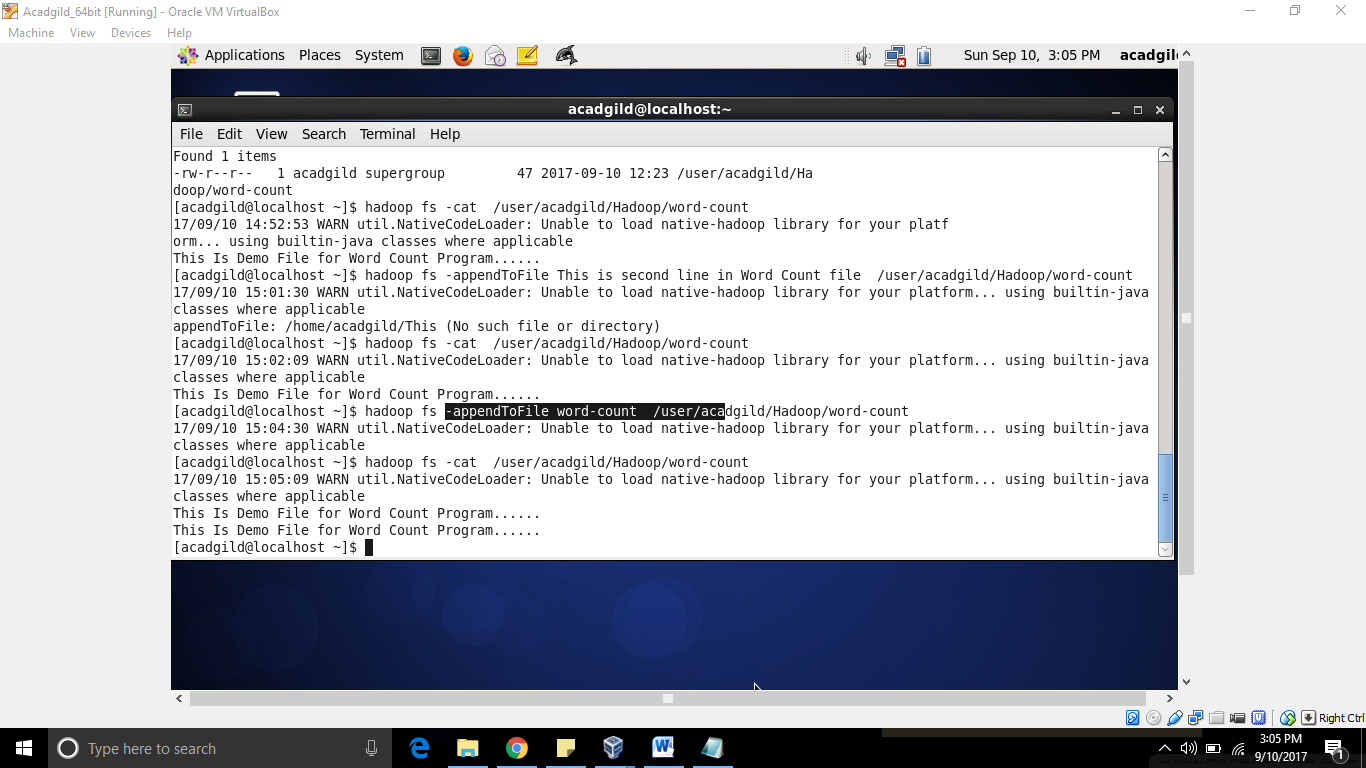 Acadgild_64bit [Running] - Oracle VM VirtualBox
Machine View Devices Help
Applications Places System Sun Sep 10, 3:05 PM acadgil
acadgild@localhost:~
File Edit View Search Terminal Help
Found 1 items
-rw-r--r--   1 acadgild supergroup         47 2017-09-10 12:23 /user/acadgild/Ha
doop/word-count
[acadgild@localhost ~]$ hadoop fs -cat  /user/acadgild/Hadoop/word-count
17/09/10 14:52:53 WARN util.NativeCodeLoader: Unable to load native-hadoop library for your platf
orm... using builtin-java classes where applicable
This Is Demo File for Word Count Program......
[acadgild@localhost ~]$ hadoop fs -appendToFile This is second line in Word Count file  /user/acadgild/Hadoop/word-count
17/09/10 15:01:30 WARN util.NativeCodeLoader: Unable to load native-hadoop library for your platform... using builtin-java
classes where applicable
appendToFile: /home/acadgild/This (No such file or directory)
[acadgild@localhost ~]$ hadoop fs -cat  /user/acadgild/Hadoop/word-count
17/09/10 15:02:09 WARN util.NativeCodeLoader: Unable to load native-hadoop library for your platform... using builtin-java
classes where applicable
This Is Demo File for Word Count Program......
[acadgild@localhost ~]$ hadoop fs -appendToFile word-count  /user/acadgild/Hadoop/word-count
17/09/10 15:04:30 WARN util.NativeCodeLoader: Unable to load native-hadoop library for your platform... using builtin-java
classes where applicable
[acadgild@localhost ~]$ hadoop fs -cat  /user/acadgild/Hadoop/word-count
17/09/10 15:05:09 WARN util.NativeCodeLoader: Unable to load native-hadoop library for your platform... using builtin-java
classes where applicable
This Is Demo File for Word Count Program......
This Is Demo File for Word Count Program......
[acadgild@localhost ~]$
Right Ctrl
Type here to search
3:05 PM
9/10/2017
1